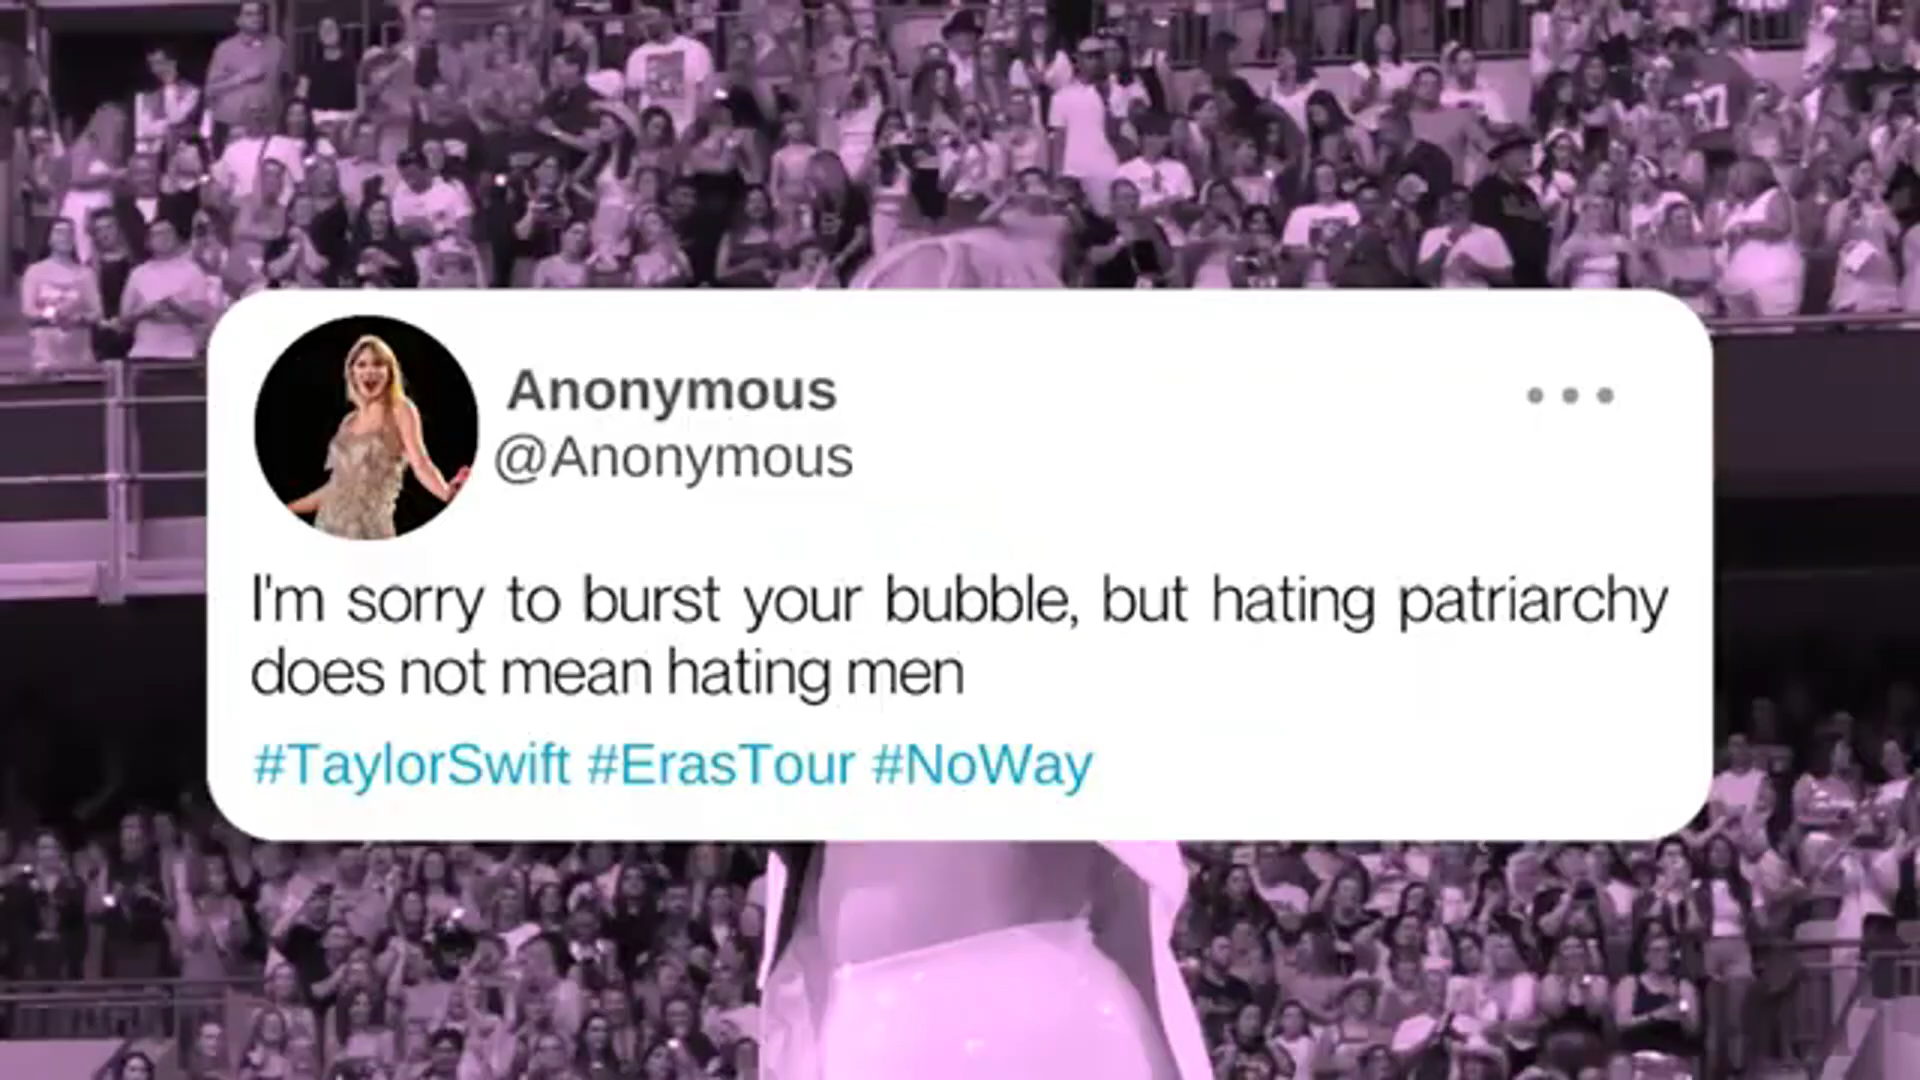 Anonymous
@Anonymous
I'm sorry to burst your bubble, but hating patriarchy
does not mean hating men
#TaylorSwift #ErasTour #NoWay